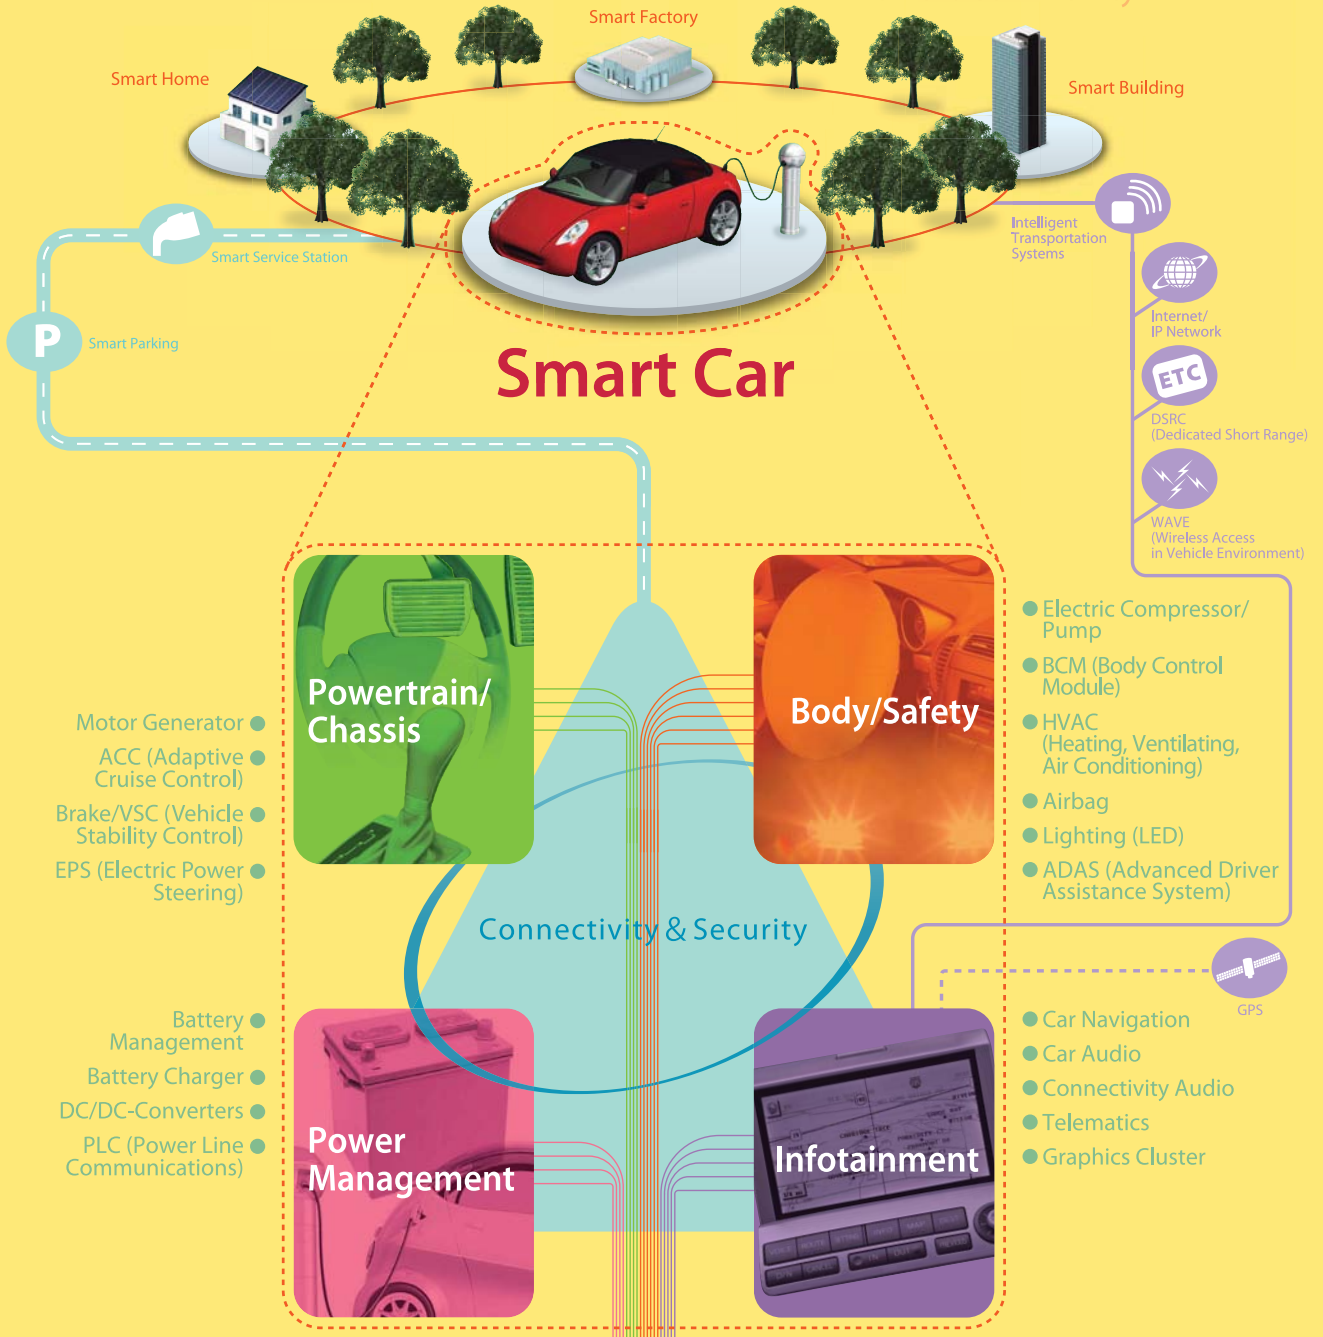 Smart Factory
Smart Home
Smart Building
Intelligent
Transportation
Systems
Smart Service Station
Internet/
IP Network
P
Smart Parking
Smart Car
ETC
DSRC
(Dedicated Short Range)
WAVE
(Wireless Access
in Vehicle Environment)
Powertrain/
Chassis
Body/Safety
Motor Generator
ACC (Adaptive
Cruise Control)
Brake/VSC (Vehicle
Stability Control)
EPS (Electric Power
Steering)
Electric Compressor/
Pump
BCM (Body Control
Module)
HVAC
(Heating, Ventilating,
Air Conditioning)
Airbag
Lighting (LED)
ADAS (Advanced Driver
Assistance System)
Connectivity & Security
GPS
Battery
Management
Battery Charger
DC/DC-Converters
PLC (Power Line
Communications)
Power
Management
Infotainment
Car Navigation
Car Audio
Connectivity Audio
Telematics
Graphics Cluster